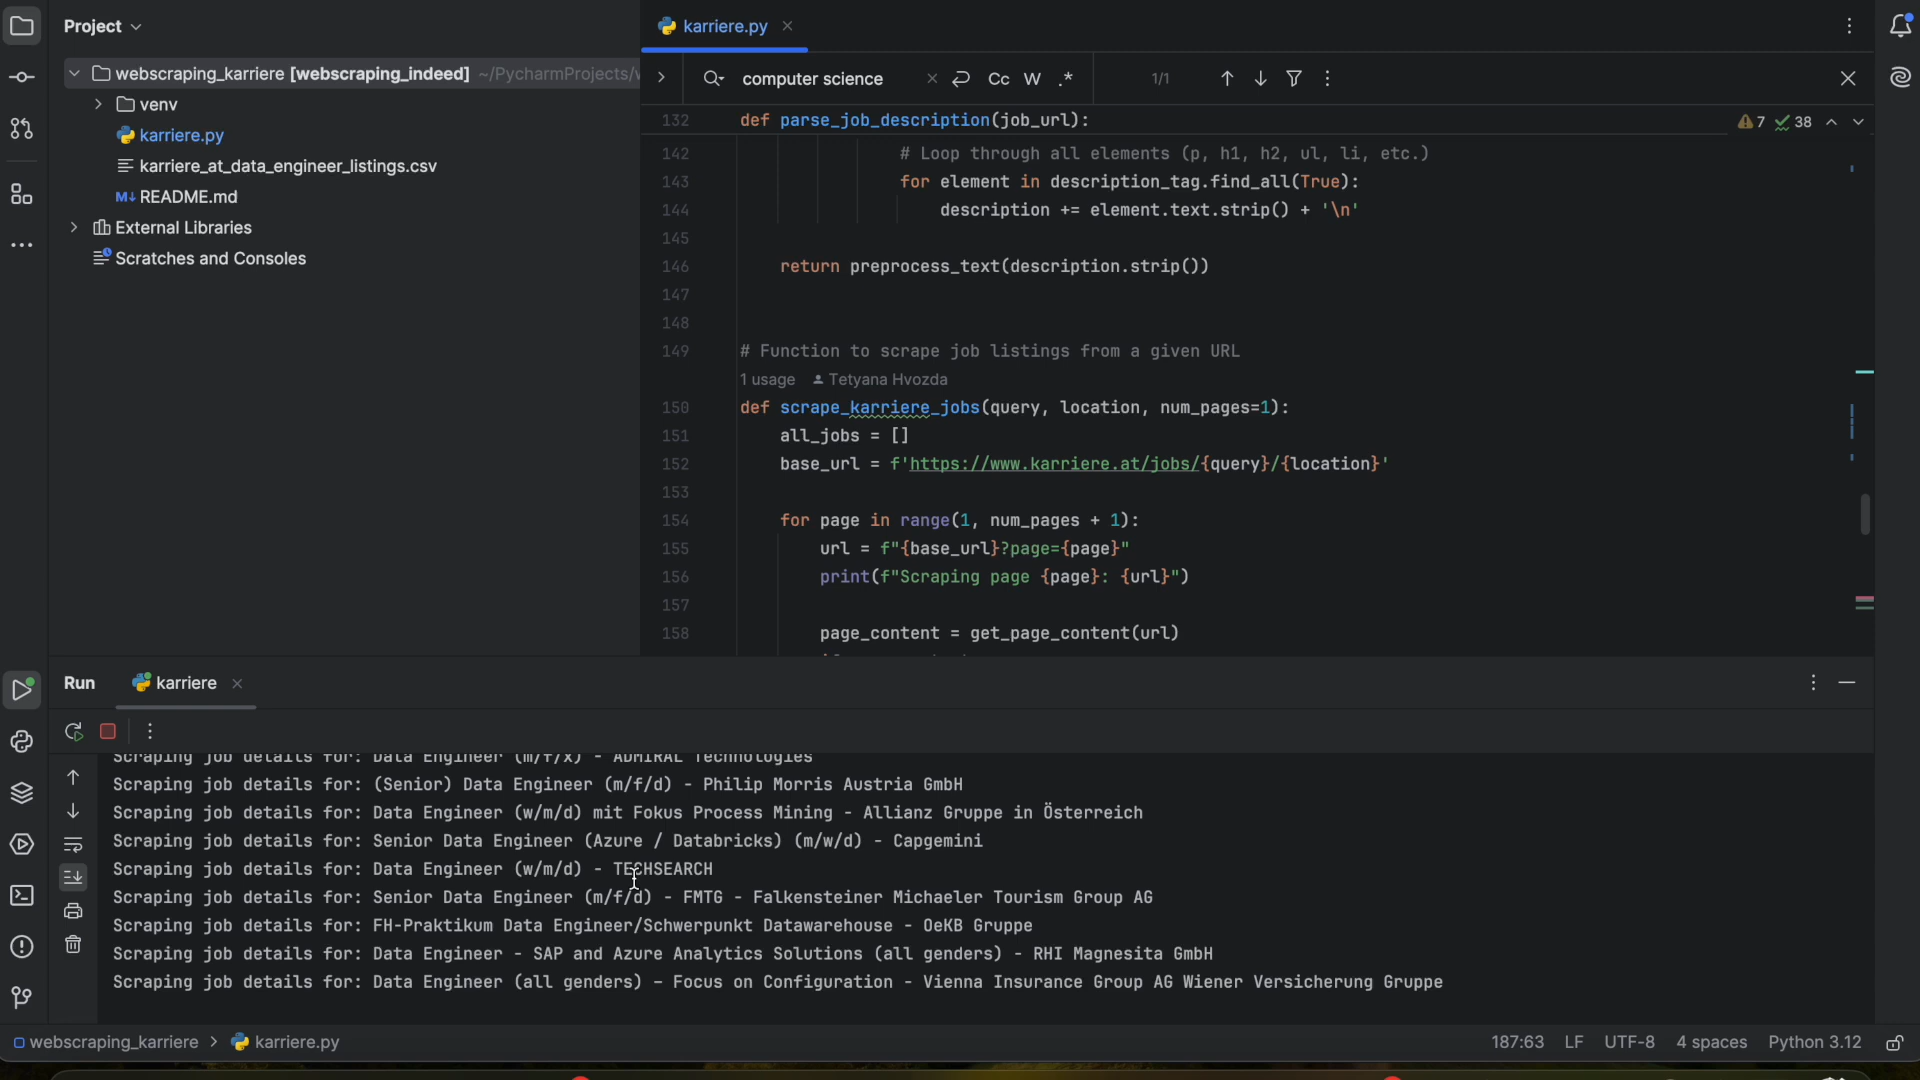 Project
webscraping_karriere [webscraping_indeed] ~/PycharmProjects/
venv
karriere.py
karriere_at_data_engineer_listings.csv
M↓ README.md
External Libraries
Scratches and Consoles
karriere.py
computer science
Cc W .*
1/1
132 def parse_job_description(job_url):
7 38
142 # Loop through all elements (p, h1, h2, ul, li, etc.)
143 for element in description_tag.find_all(True):
144 description += element.text.strip() + '\n'
145
146 return preprocess_text(description.strip())
147
148
149 # Function to scrape job listings from a given URL
1 usage Tetyana Hvozda
150 def scrape_karriere_jobs(query, location, num_pages=1):
151 all_jobs = []
152 base_url = f'https://www.karriere.at/jobs/{query}/{location}'
153
154 for page in range(1, num_pages + 1):
155 url = f"{base_url}?page={page}"
156 print(f"Scraping page {page}: {url}")
157
158 page_content = get_page_content(url)
Run karriere
Scraping job details for: Data Engineer (m/f/x) - ADMIRAL Technologies
Scraping job details for: (Senior) Data Engineer (m/f/d) - Philip Morris Austria GmbH
Scraping job details for: Data Engineer (w/m/d) mit Fokus Process Mining - Allianz Gruppe in Österreich
Scraping job details for: Senior Data Engineer (Azure / Databricks) (m/w/d) - Capgemini
Scraping job details for: Data Engineer (w/m/d) - TECHSEARCH
Scraping job details for: Senior Data Engineer (m/f/d) - FMTG - Falkensteiner Michaeler Tourism Group AG
Scraping job details for: FH-Praktikum Data Engineer/Schwerpunkt Datawarehouse - OeKB Gruppe
Scraping job details for: Data Engineer - SAP and Azure Analytics Solutions (all genders) - RHI Magnesita GmbH
Scraping job details for: Data Engineer (all genders) – Focus on Configuration - Vienna Insurance Group AG Wiener Versicherung Gruppe
webscraping_karriere > karriere.py
187:63 LF UTF-8 4 spaces Python 3.12